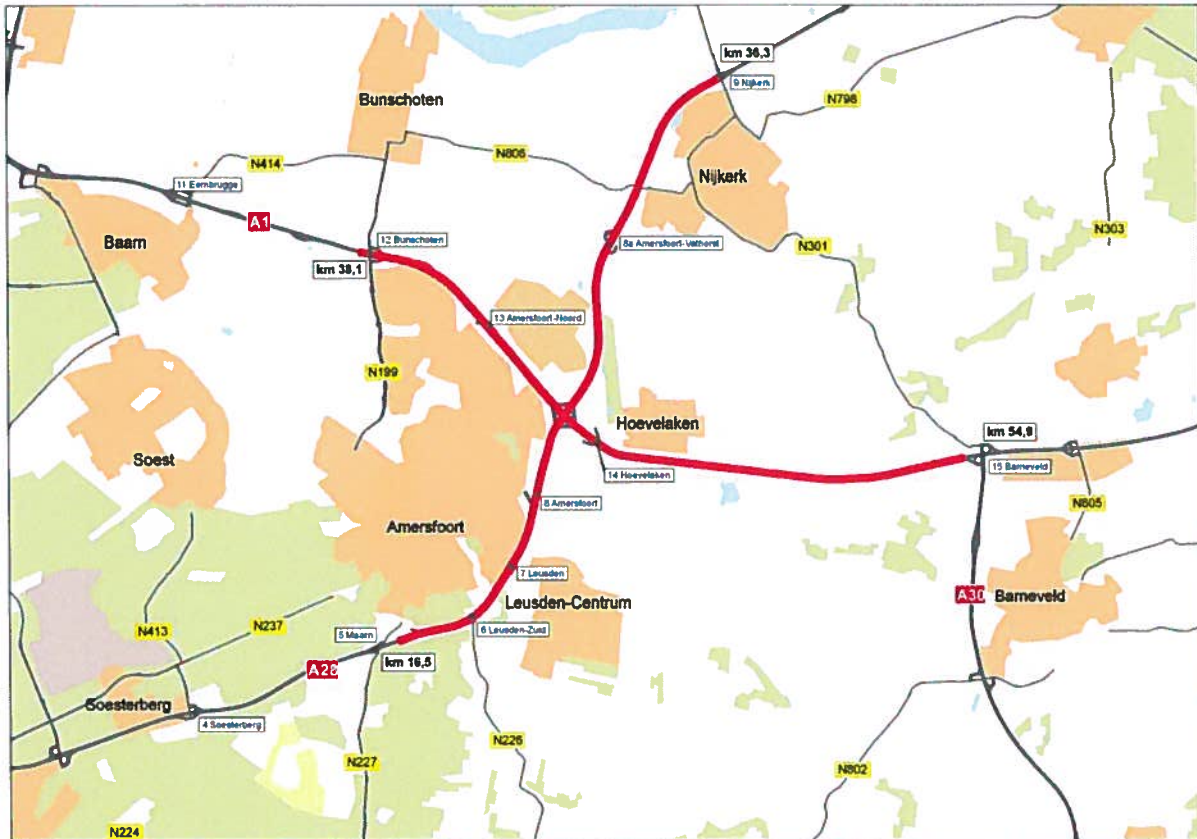 km 36,3
9 Nijkerk
Bunschoten
N798
N414
N806
Nijkerk
11 Eembrugge
A1
12 Bunschoten
8a Amersfoort-Vathorst
N303
Baarn
N301
km 38,1
13 Amersfoort-Noord
N199
Hoevelaken
km 54,9
Soest
14 Hoevelaken
15 Barneveld
8 Amersfoort
N805
Amersfoort
7 Leusden
Leusden-Centrum
A30
Barneveld
N413
N237
5 Maarn
6 Leusden-Zuid
km 16,5
A28
Soesterberg
4 Soesterberg
N226
N227
N802
N224